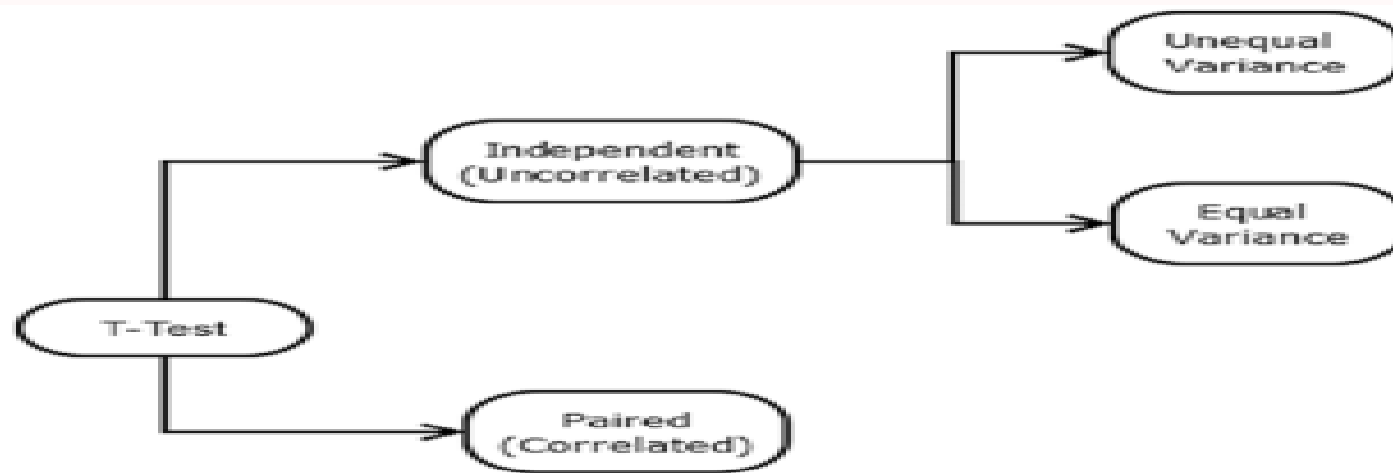 Unequal
Variance
Independent
(Uncorrelated)
Equal
Variance
T-Test
Paired
(Correlated)